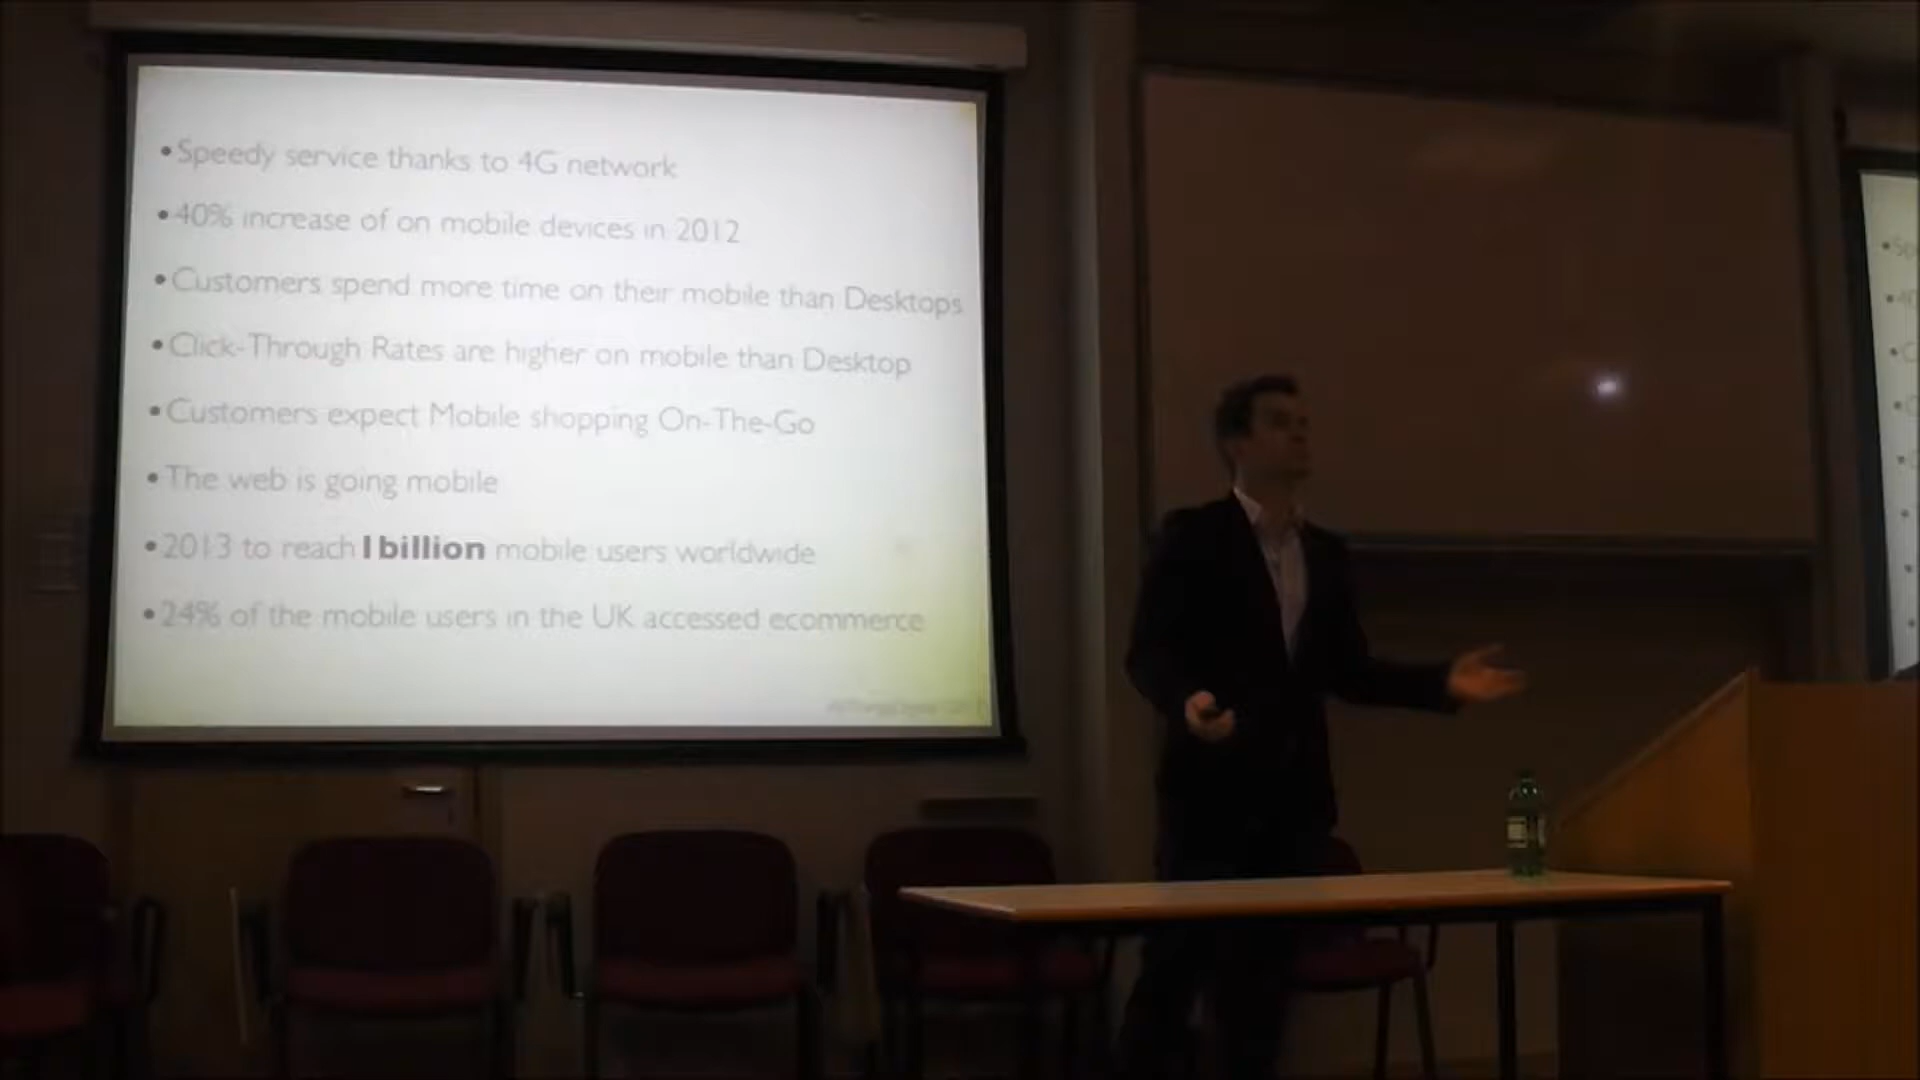 •Speedy service thanks to 4G network
•40% increase of on mobile devices in 2012
•Customers spend more time on their mobile than Desktops
•Click-Through Rates are higher on mobile than Desktop
•Customers expect Mobile shopping On-The-Go
•The web is going mobile
•2013 to reach 1 billion mobile users worldwide
•24% of the mobile users in the UK accessed ecommerce